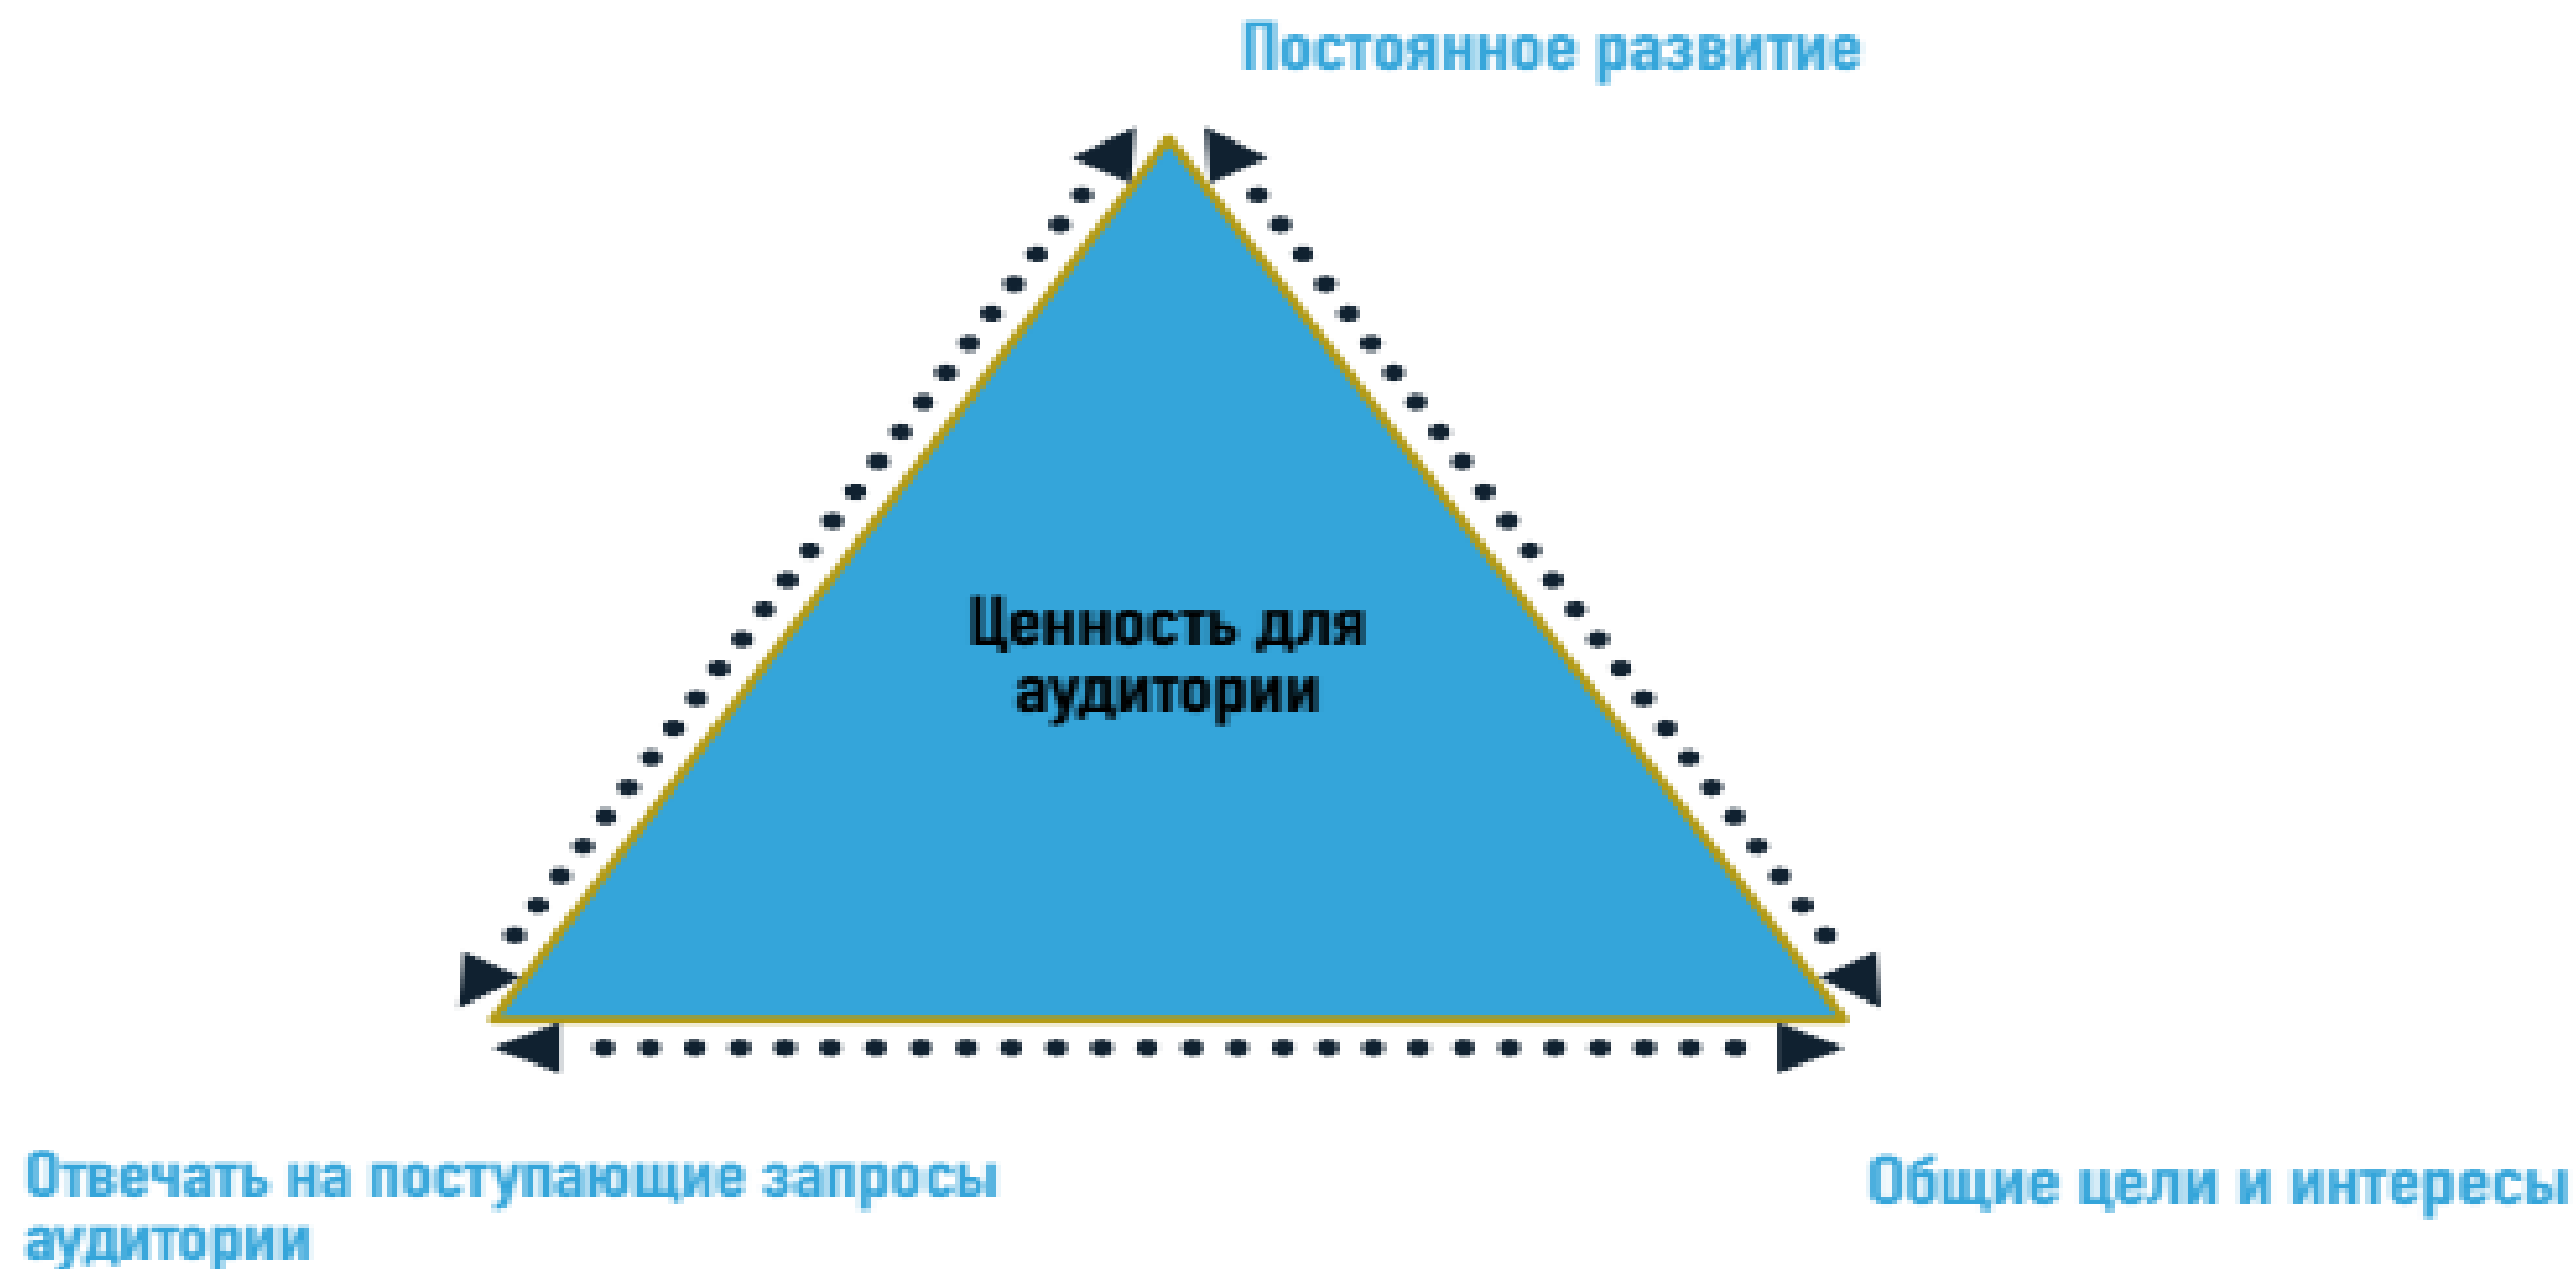 Постоянное развитие
Ценность для
аудитории
Отвечать на поступающие запросы
аудитории
Общие цели и интересы